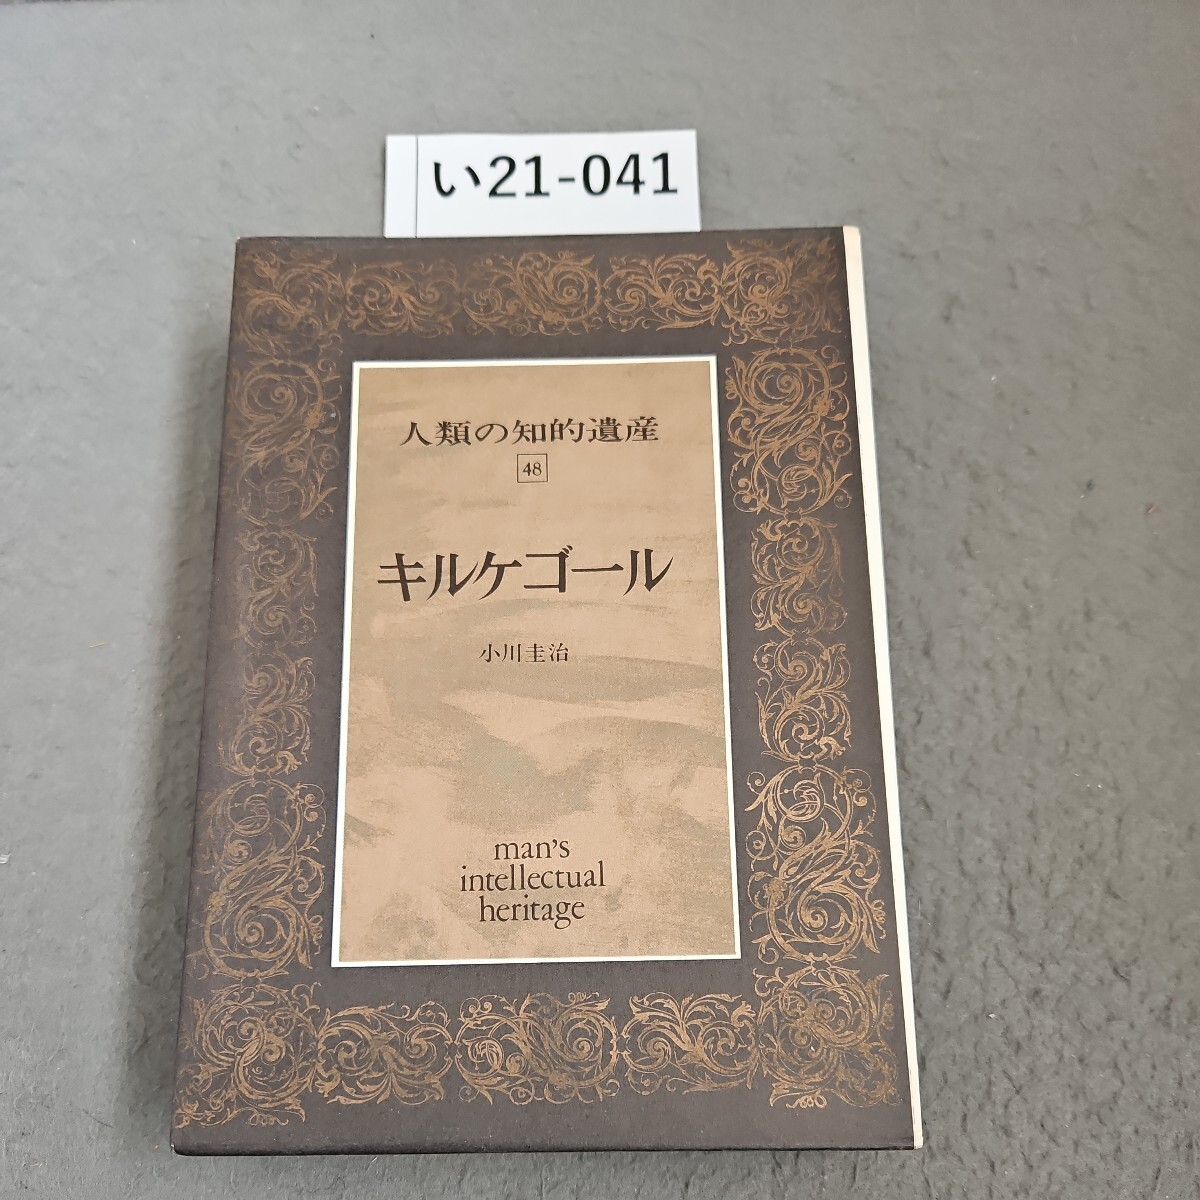 い21-041
人類の知的遺産
48
キルケゴール
小川圭治
man's
intellectual
heritage